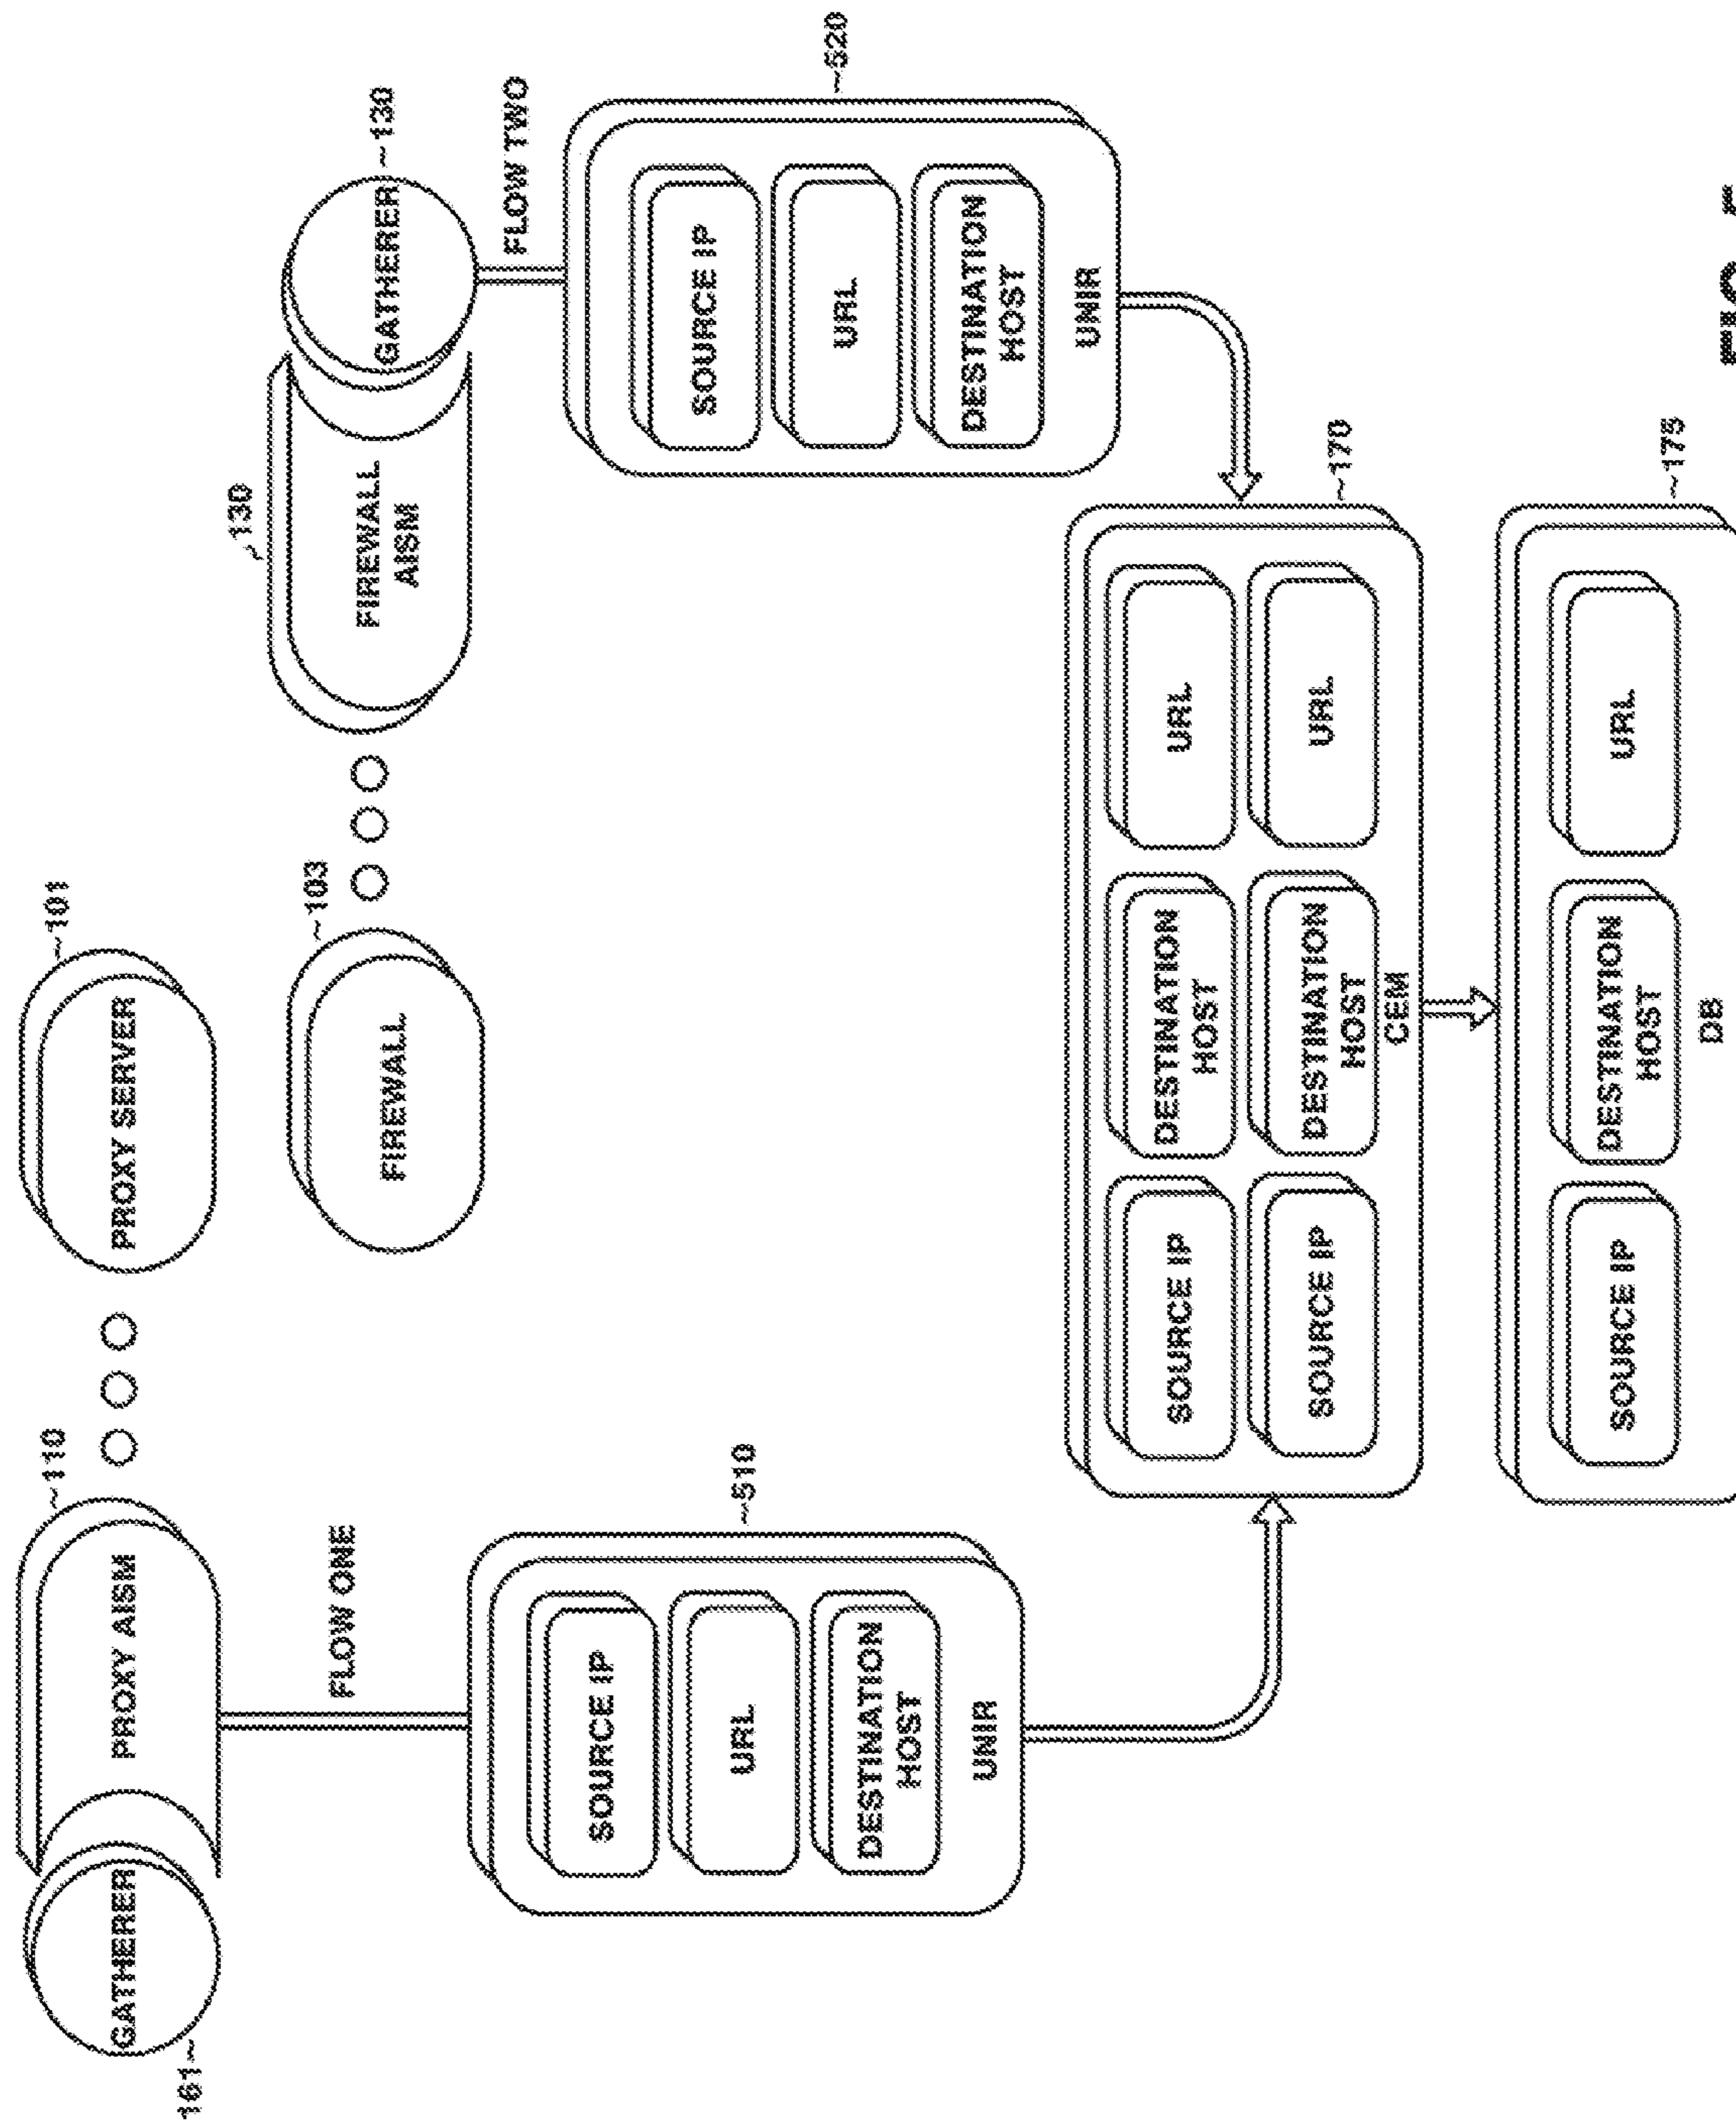 PROXY SERVER
~101
~110
PROXY AISM
GATHERER
161~
FIREWALL
~103
~130
FIREWALL
AISM
GATHERER
~130
FLOW ONE
FLOW TWO
~510
SOURCE IP
URL
DESTINATION
HOST
UNIR
~520
SOURCE IP
URL
DESTINATION
HOST
UNIR
~170
SOURCE IP
DESTINATION
HOST
URL
SOURCE IP
DESTINATION
HOST
URL
CEM
~175
SOURCE IP
DESTINATION
HOST
URL
DB